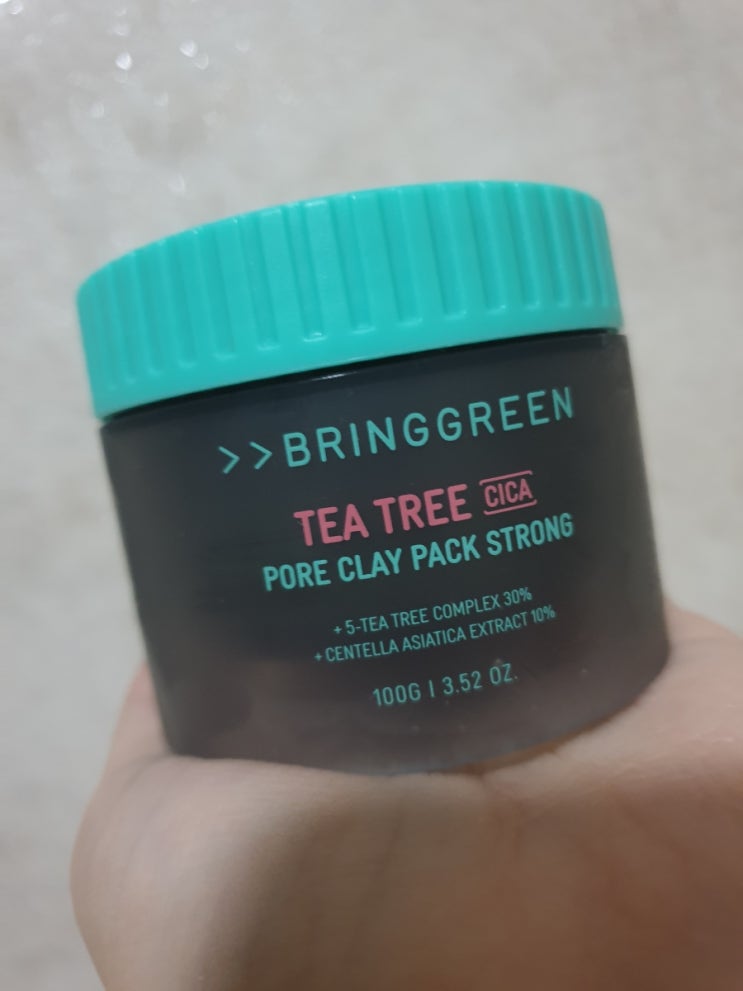 >>BRINGGREEN
TEA TREE CICA
PORE CLAY PACK STRONG
+ 5-TEA TREE COMPLEX 30%
+ CENTELLA ASIATICA EXTRACT 10%
100G | 3.52 OZ.